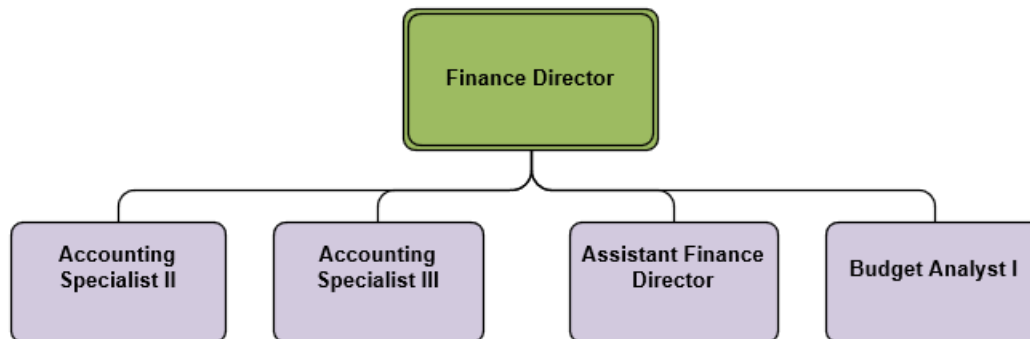 Finance Director
Accounting
Specialist II
Accounting
Specialist III
Assistant Finance
Director
Budget Analyst I